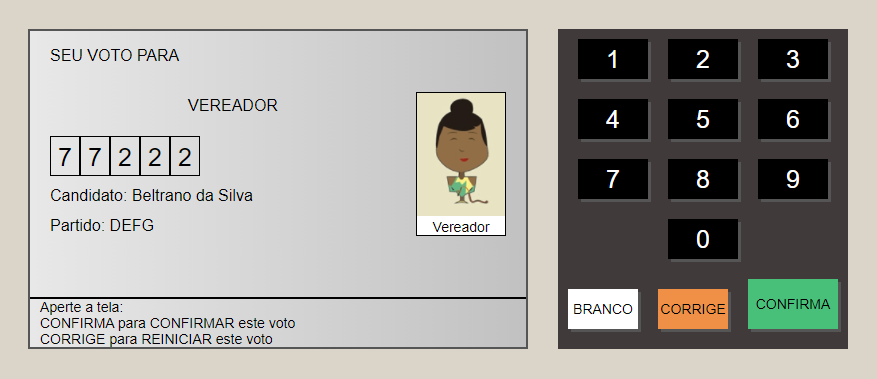 SEU VOTO PARA
VEREADOR
7 7 2 2 2
Candidato: Beltrano da Silva
Partido: DEFG
Vereador
Aperte a tela:
CONFIRMA para CONFIRMAR este voto
CORRIGE para REINICIAR este voto
1 2 3
4 5 6
7 8 9
0
BRANCO CORRIGE CONFIRMA